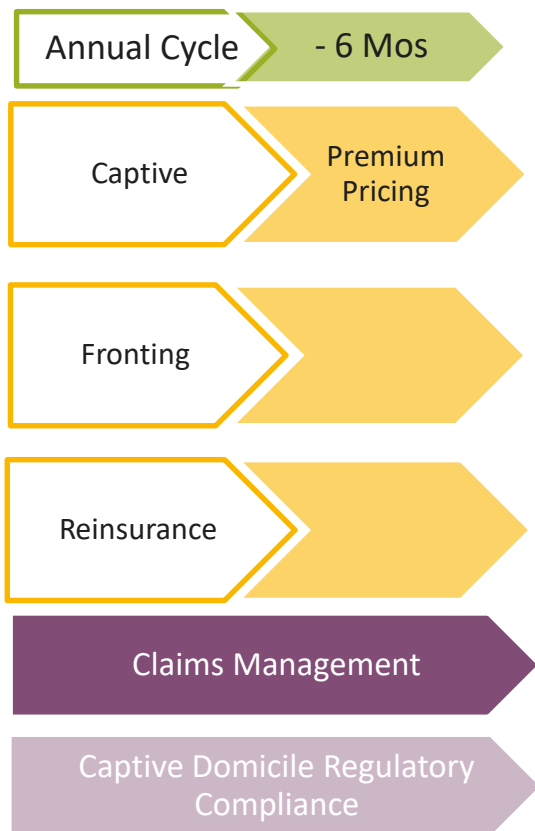 Annual Cycle
- 6 Mos
Captive
Premium
Pricing
Fronting
Reinsurance
Claims Management
Captive Domicile Regulatory
Compliance